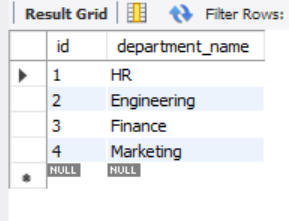 Result Grid Filter Rows:
id department_name
1 HR
2 Engineering
3 Finance
4 Marketing
NULL NULL